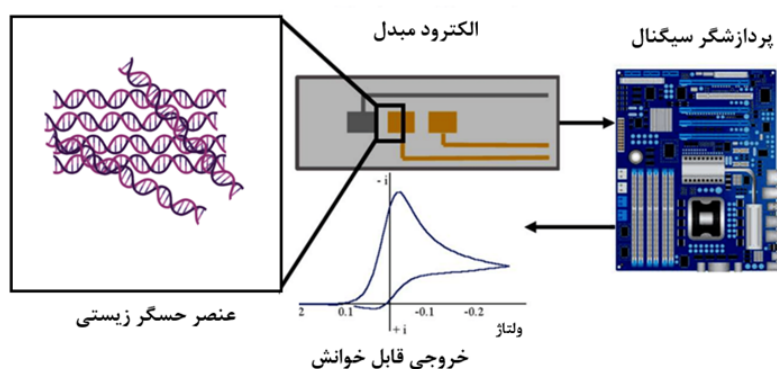 الکترود مبدل
پردازشگر سیگنال
- i
2
0.1
-0.1
-0.2
+ i
ولتاژ
عنصر حسگر زیستی
خروجی قابل خوانش